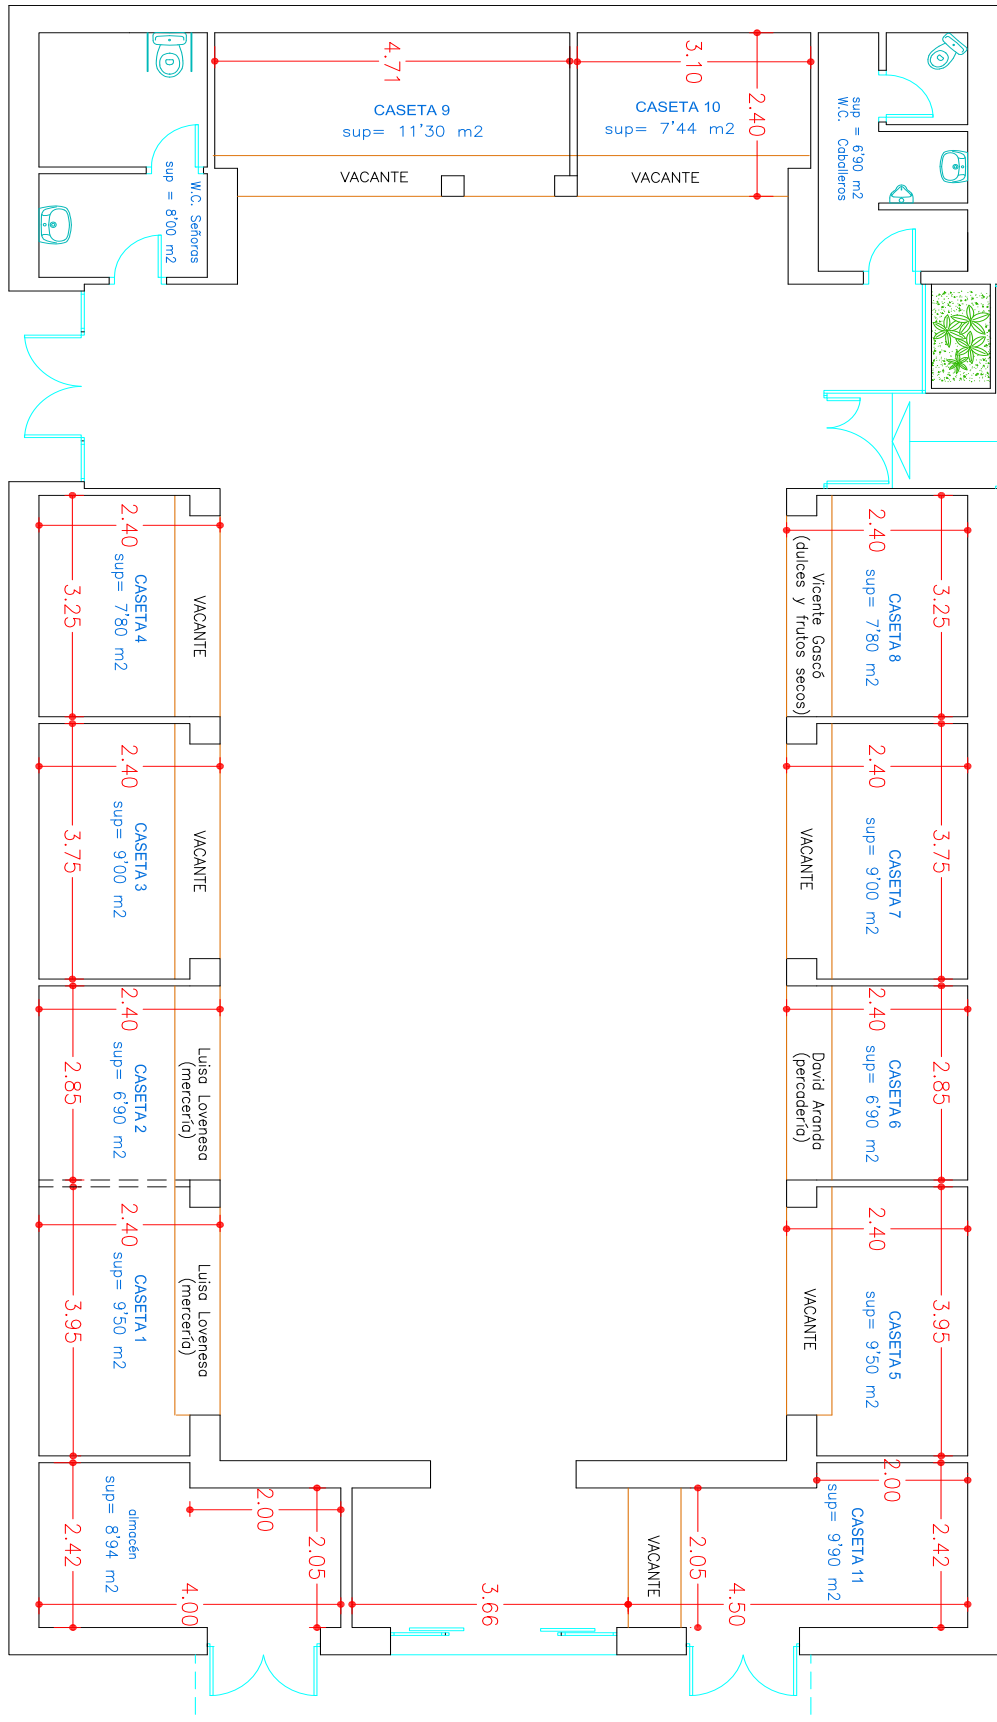 4.71
CASETA 9
sup= 11'30 m2
VACANTE
3.10
CASETA 10
sup= 7'44 m2
VACANTE
2.40
W.C. Caballeros
sup = 6'90 m2
W.C. Señoras
sup = 8'00 m2
2.40
3.25
CASETA 4
sup= 7'80 m2
VACANTE
Vicente Gascó
(dulces y frutos secos)
2.40
CASETA 8
sup= 7'80 m2
3.25
2.40
3.75
CASETA 3
sup= 9'00 m2
VACANTE
VACANTE
2.40
CASETA 7
sup= 9'00 m2
3.75
2.40
2.85
CASETA 2
sup= 6'90 m2
Luisa Lovenesa
(mercería)
David Aranda
(percadería)
2.40
CASETA 6
sup= 6'90 m2
2.85
2.40
3.95
CASETA 1
sup= 9'50 m2
Luisa Lovenesa
(mercería)
VACANTE
2.40
CASETA 5
sup= 9'50 m2
3.95
2.42
almacén
sup= 8'94 m2
2.00
2.05
4.00
3.66
VACANTE
2.05
4.50
CASETA 11
sup= 9'90 m2
2.00
2.42